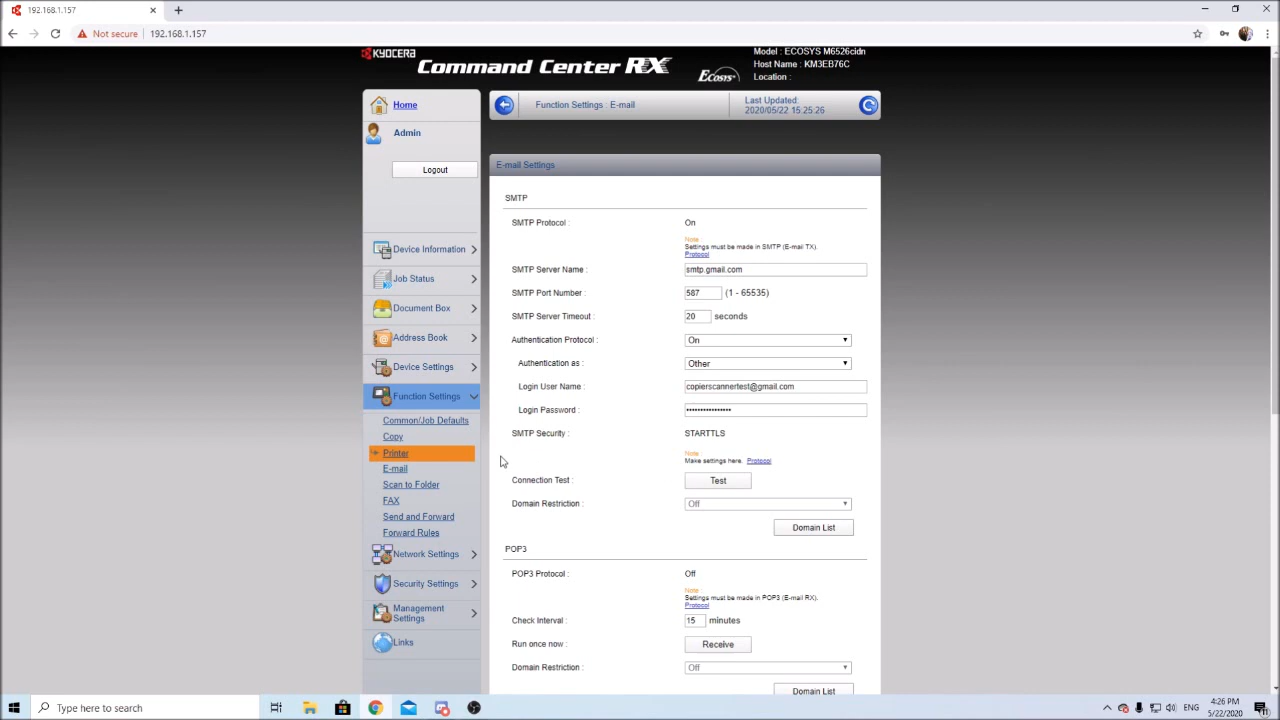 192.168.1.157
Not secure
192.168.1.157
KYOCERA
Command Center RX
Ecosys
Model : ECOSYS M6526cidn
Host Name : KM3EB76C
Location :
Home
Admin
Logout
Device Information
Job Status
Document Box
Address Book
Device Settings
Function Settings
Common/Job Defaults
Copy
Printer
E-mail
Scan to Folder
FAX
Send and Forward
Forward Rules
Network Settings
Security Settings
Management
Settings
Links
Function Settings : E-mail
Last Updated:
2020/05/22 15:25:26
E-mail Settings
SMTP
SMTP Protocol : On
Note :
Settings must be made in SMTP (E-mail TX).
Protocol
SMTP Server Name : smtp.gmail.com
SMTP Port Number : 587 (1 - 65535)
SMTP Server Timeout : 20 seconds
Authentication Protocol : On
Authentication as : Other
Login User Name : copierscannertest@gmail.com
Login Password : ••••••••••••••••
SMTP Security : STARTTLS
Note :
Make settings here. Protocol
Connection Test : Test
Domain Restriction : Off
Domain List
POP3
POP3 Protocol : Off
Note :
Settings must be made in POP3 (E-mail RX).
Protocol
Check Interval : 15 minutes
Run once now : Receive
Domain Restriction : Off
Domain List
Type here to search
ENG
4:26 PM
5/22/2020